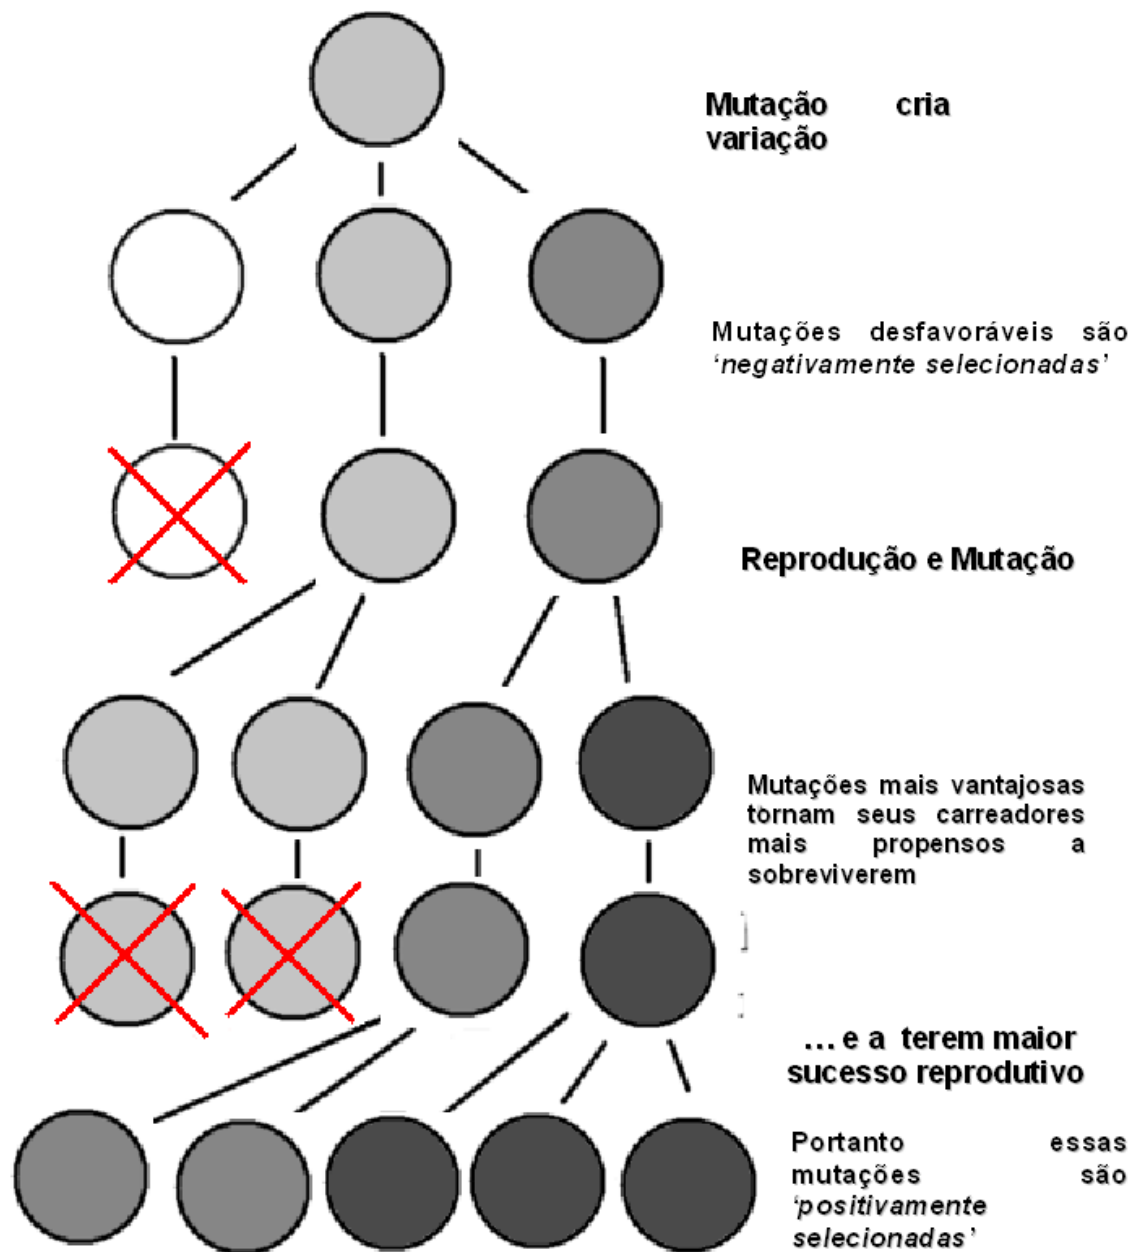 Mutação cria
variação
Mutações desfavoráveis são
‘negativamente selecionadas’
Reprodução e Mutação
Mutações mais vantajosas
tornam seus carreadores
mais propensos a
sobreviverem
... e a terem maior
sucesso reprodutivo
Portanto essas
mutações são
‘positivamente
selecionadas’